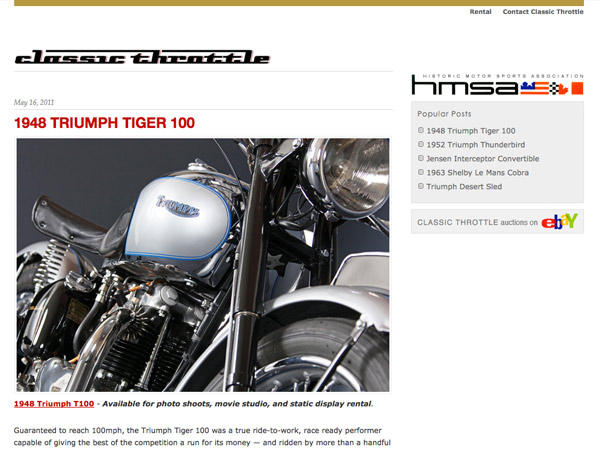 Rental Contact Classic Throttle
classic throttle
HISTORIC MOTOR SPORTS ASSOCIATION
hmsa
May 16, 2011
1948 TRIUMPH TIGER 100
TRIUMPH
1948 Triumph T100 - Available for photo shoots, movie studio, and static display rental.
Guaranteed to reach 100mph, the Triumph Tiger 100 was a true ride-to-work, race ready performer
capable of giving the best of the competition a run for its money — and ridden by more than a handful
Popular Posts
1948 Triumph Tiger 100
1952 Triumph Thunderbird
Jensen Interceptor Convertible
1963 Shelby Le Mans Cobra
Triumph Desert Sled
CLASSIC THROTTLE auctions on ebay